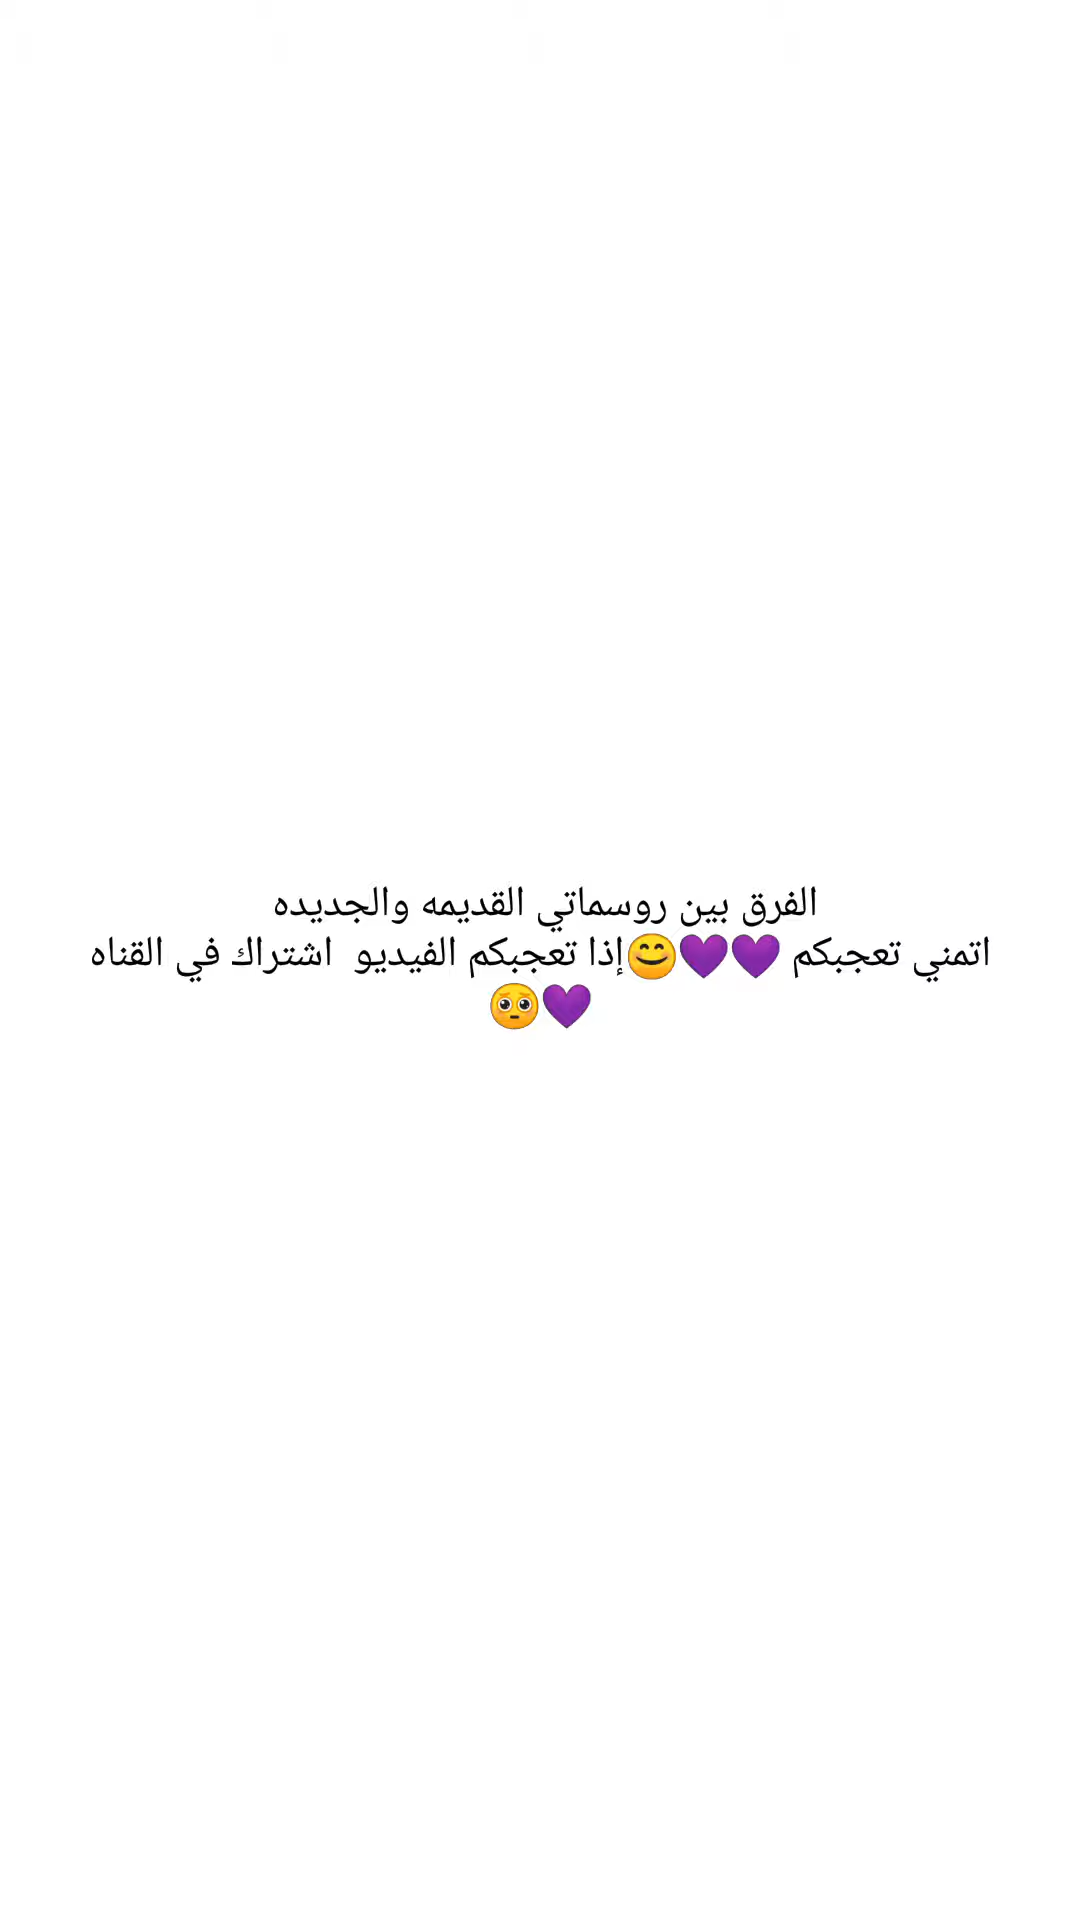 الفرق بين روسماتي القديمه والجديده
اتمني تعجبكم 💜💜😊إذا تعجبكم الفيديو  اشتراك في القناه
💜🥺